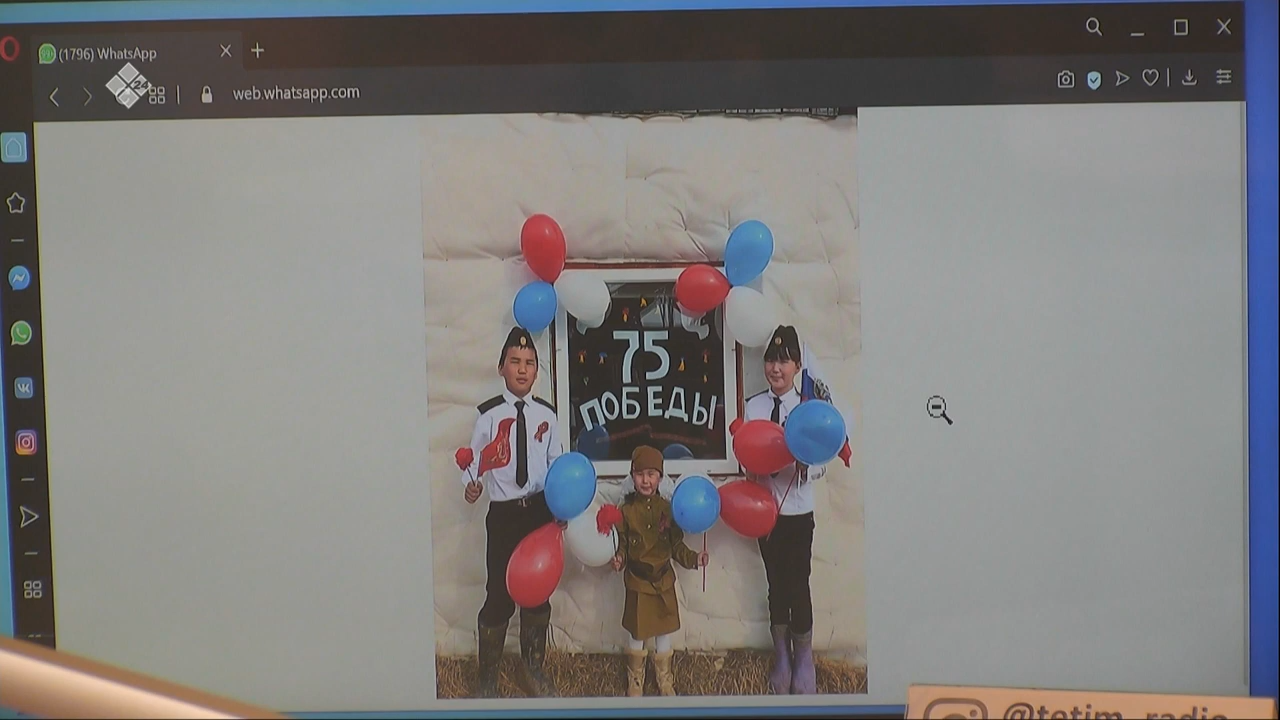 (1796) WhatsApp
web.whatsapp.com
75
ПОБЕДЫ
@tetim_radio